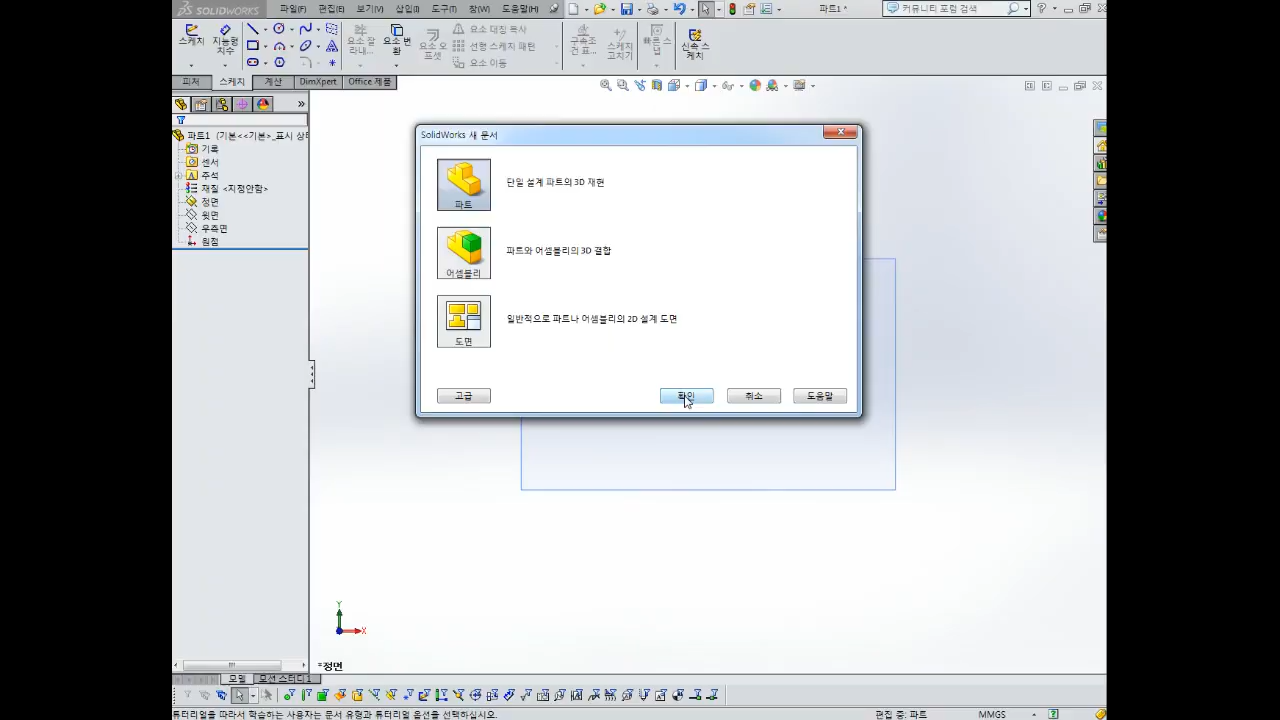 SOLIDWORKS
파일(F) 편집(E) 보기(V) 삽입(I) 도구(T) 창(W) 도움말(H)
파트1 *
커뮤니티 포럼 검색
스케치
지능형 치수
요소 잘라내...
요소 변환
요소 오프셋
요소 대칭 복사
선형 스케치 패턴
요소 이동
구속조건 표...
스케치 고치기
빠른 스냅
신속 스케치
피처 스케치 계산 DimXpert Office 제품
파트1 (기본<<기본>_표시 상태
기록
센서
주석
재질 <지정안함>
정면
윗면
우측면
원점
SolidWorks 새 문서
파트
단일 설계 파트의 3D 재현
어셈블리
파트와 어셈블리의 3D 결합
도면
일반적으로 파트나 어셈블리의 2D 설계 도면
고급 확인 취소 도움말
Y
X
*정면
모델 모션 스터디 1
튜터리얼을 따라서 학습하는 사용자는 문서 유형과 튜터리얼 옵션을 선택하십시오.
편집 중: 파트
MMGS